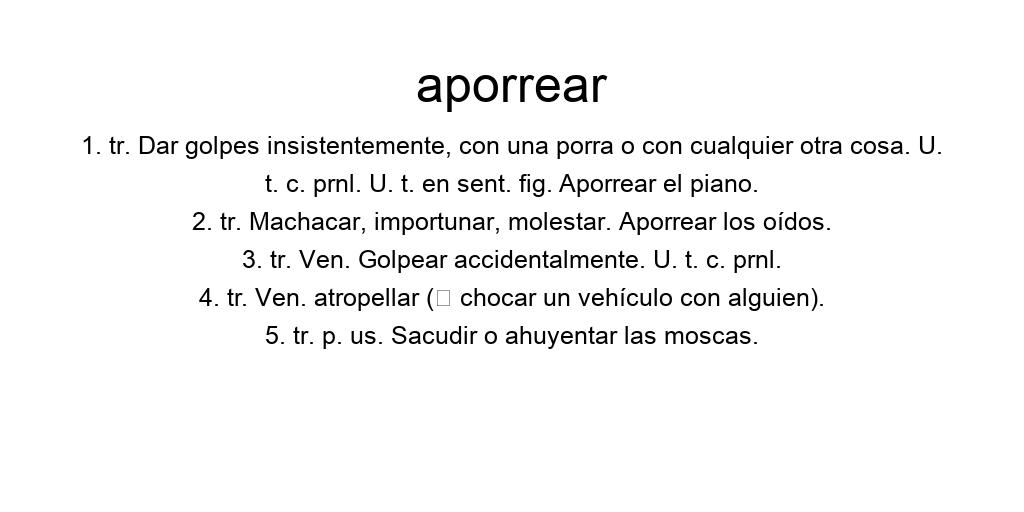 aporrear
1. tr. Dar golpes insistentemente, con una porra o con cualquier otra cosa. U.
t. c. prnl. U. t. en sent. fig. Aporrear el piano.
2. tr. Machacar, importunar, molestar. Aporrear los oídos.
3. tr. Ven. Golpear accidentalmente. U. t. c. prnl.
4. tr. Ven. atropellar (▯ chocar un vehículo con alguien).
5. tr. p. us. Sacudir o ahuyentar las moscas.